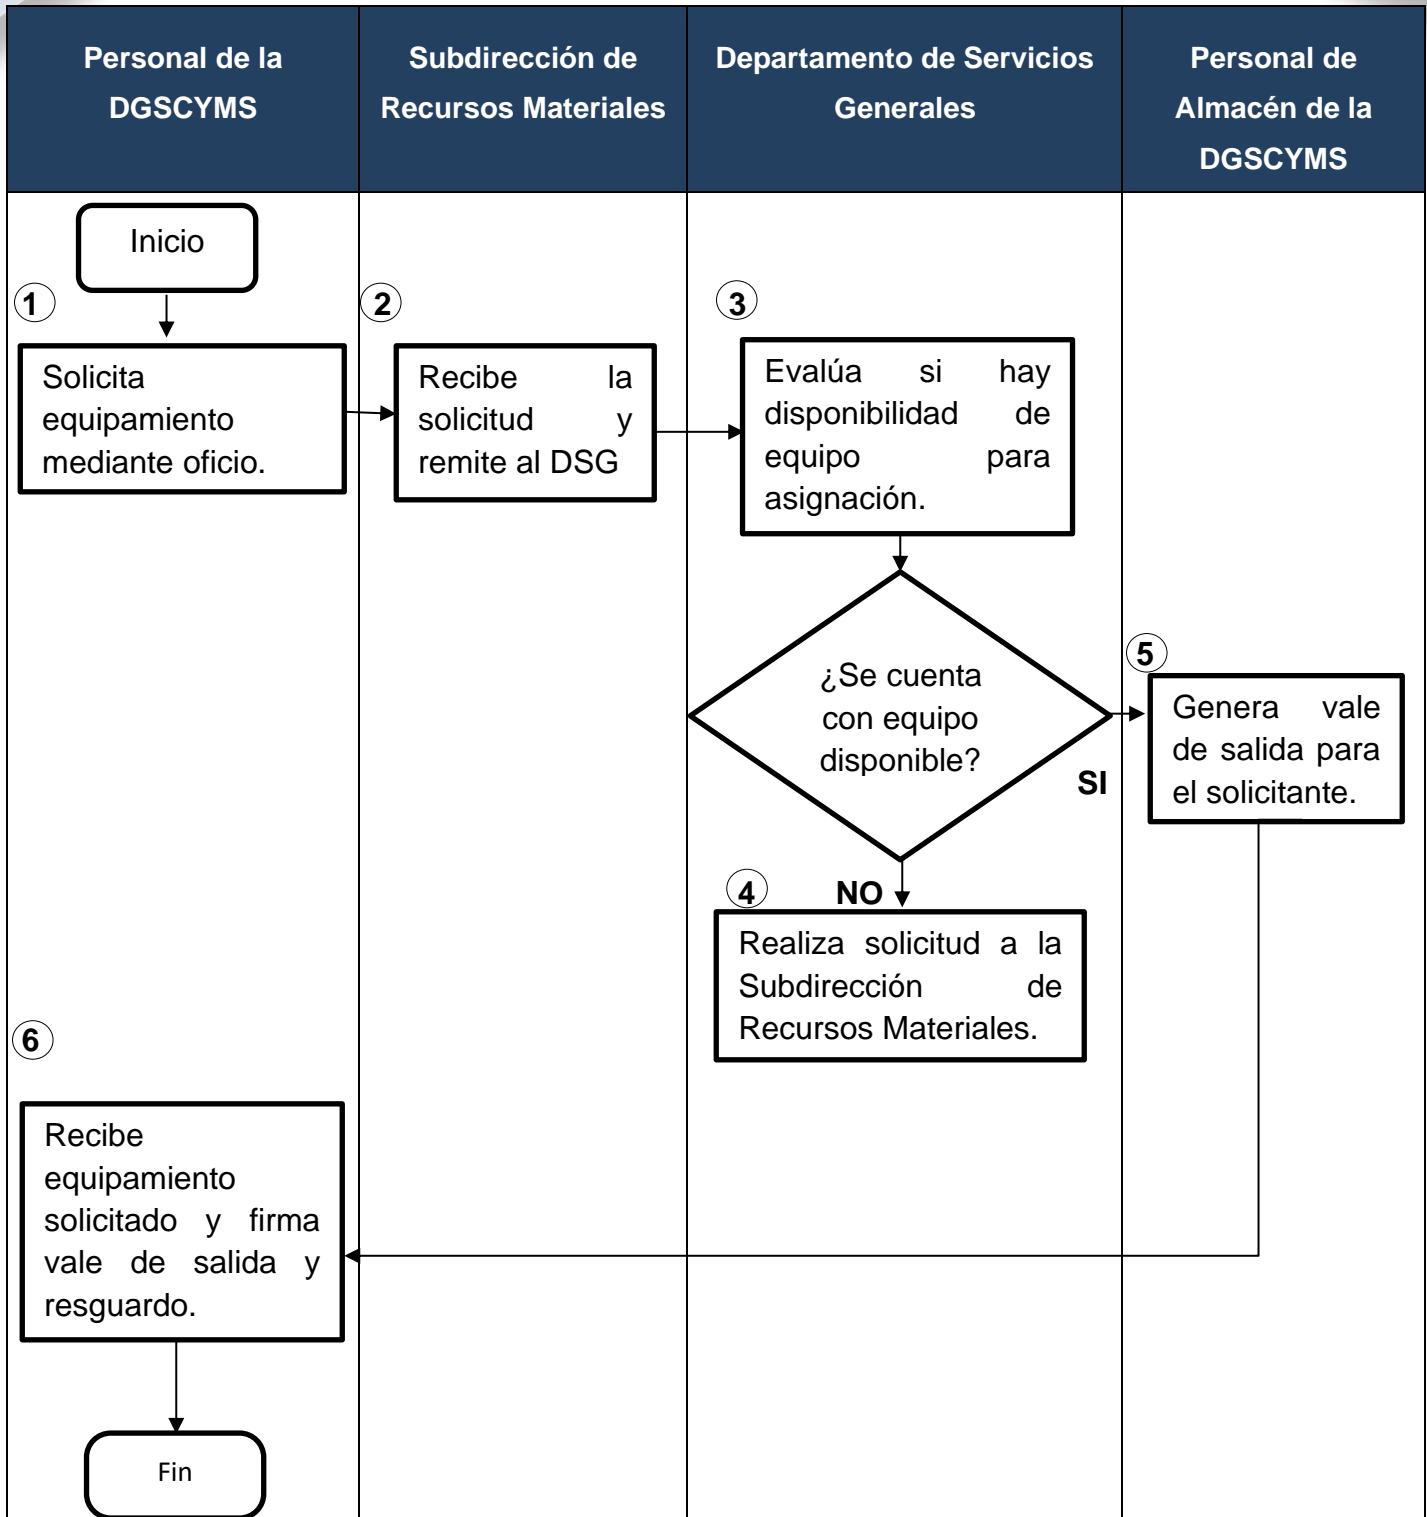 Personal de la
DGSCYMS
Subdirección de
Recursos Materiales
Departamento de Servicios
Generales
Personal de
Almacén de la
DGSCYMS
Inicio
1
Solicita
equipamiento
mediante oficio.
2
Recibe la
solicitud y
remite al DSG
3
Evalúa si hay
disponibilidad de
equipo para
asignación.
¿Se cuenta
con equipo
disponible?
SI
NO
4
Realiza solicitud a la
Subdirección de
Recursos Materiales.
5
Genera vale
de salida para
el solicitante.
6
Recibe
equipamiento
solicitado y firma
vale de salida y
resguardo.
Fin